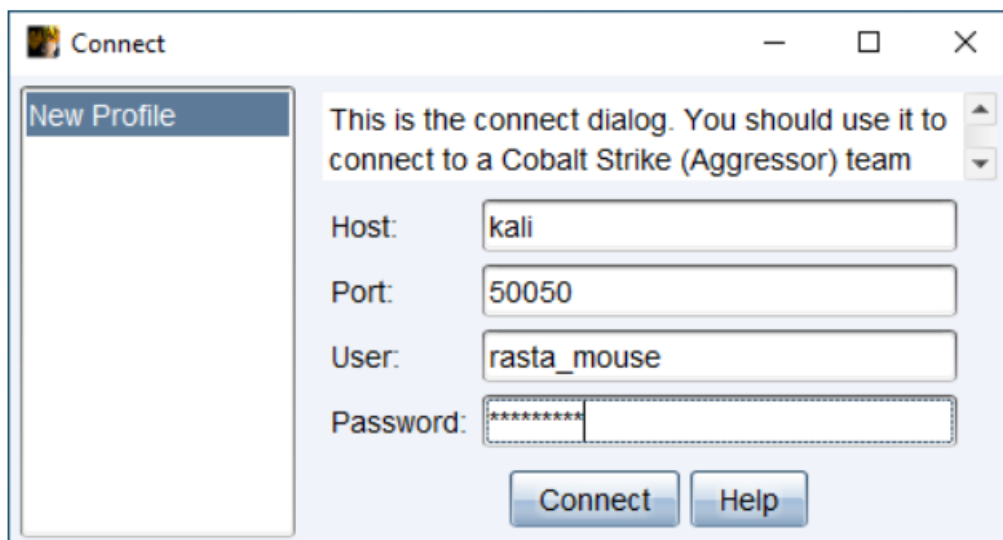 Connect
New Profile
This is the connect dialog. You should use it to
connect to a Cobalt Strike (Aggressor) team
Host: kali
Port: 50050
User: rasta_mouse
Password: *********
Connect Help